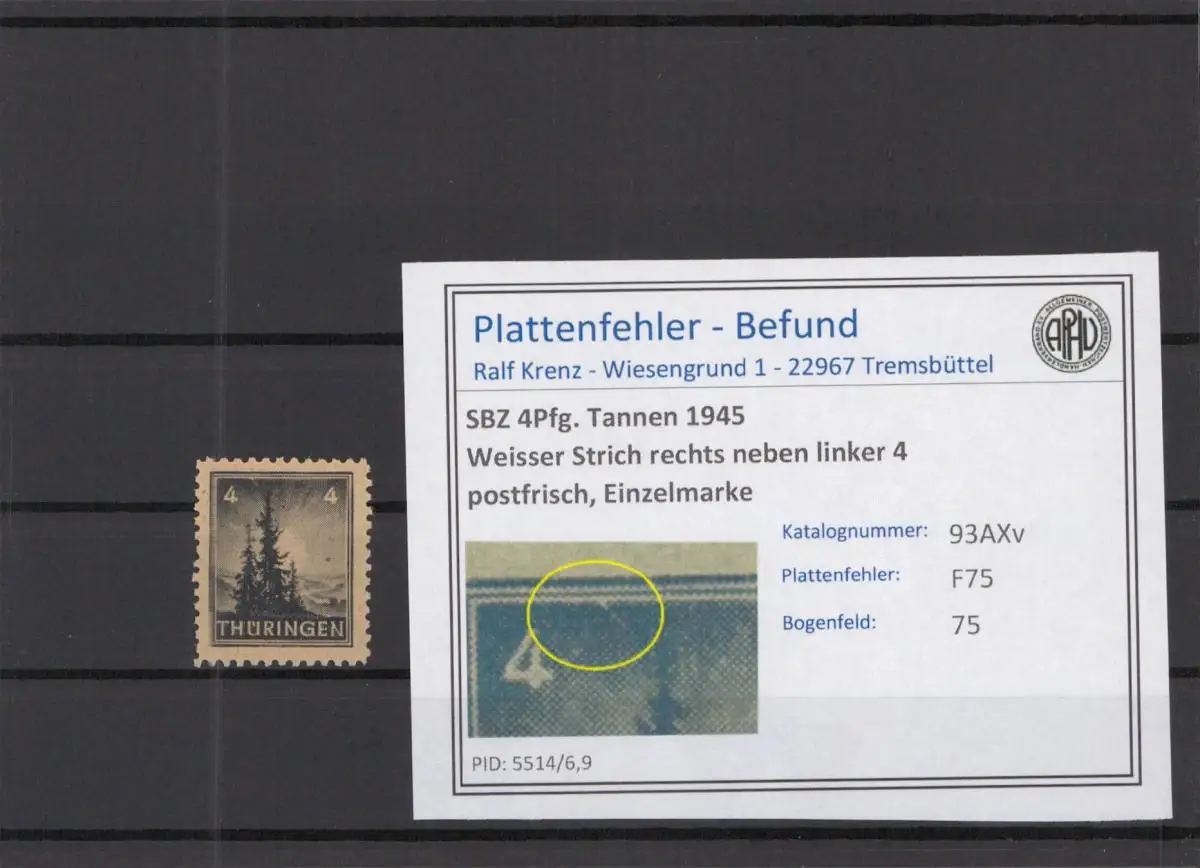 4 4
THÜRINGEN
Plattenfehler - Befund
Ralf Krenz - Wiesengrund 1 - 22967 Tremsbüttel
APHV
SBZ 4Pfg. Tannen 1945
Weisser Strich rechts neben linker 4
postfrisch, Einzelmarke
Katalognummer: 93AXv
Plattenfehler: F75
Bogenfeld: 75
4
PID: 5514/6,9